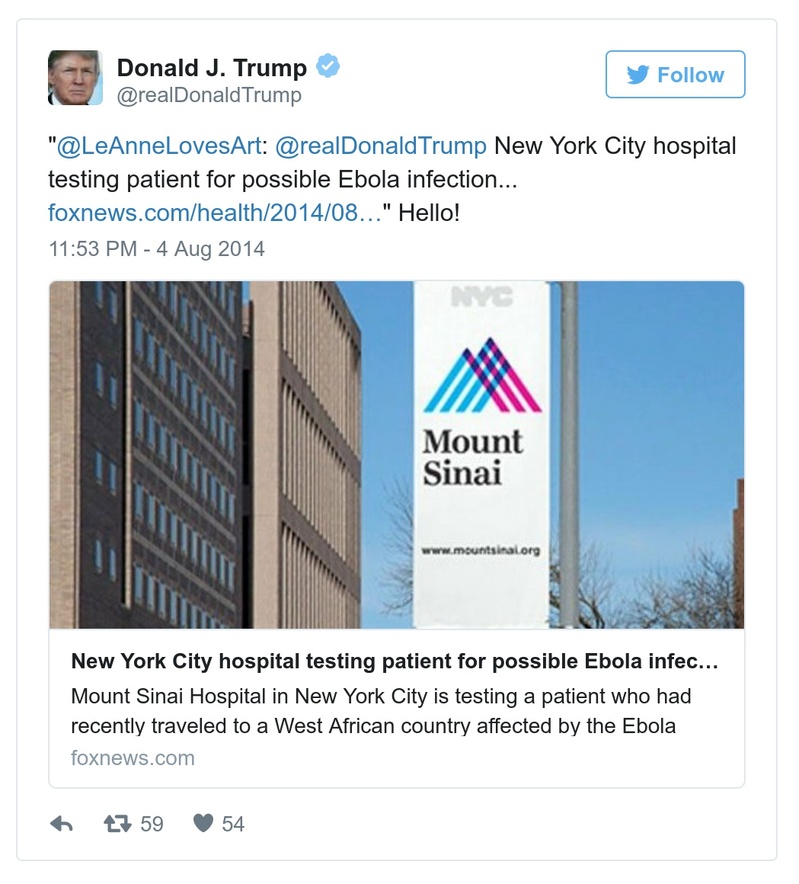 Donald J. Trump
@realDonaldTrump
Follow
"@LeAnneLovesArt: @realDonaldTrump New York City hospital
testing patient for possible Ebola infection...
foxnews.com/health/2014/08…" Hello!
11:53 PM - 4 Aug 2014
NYC
Mount
Sinai
www.mountsinai.org
New York City hospital testing patient for possible Ebola infec…
Mount Sinai Hospital in New York City is testing a patient who had
recently traveled to a West African country affected by the Ebola
foxnews.com
59 54